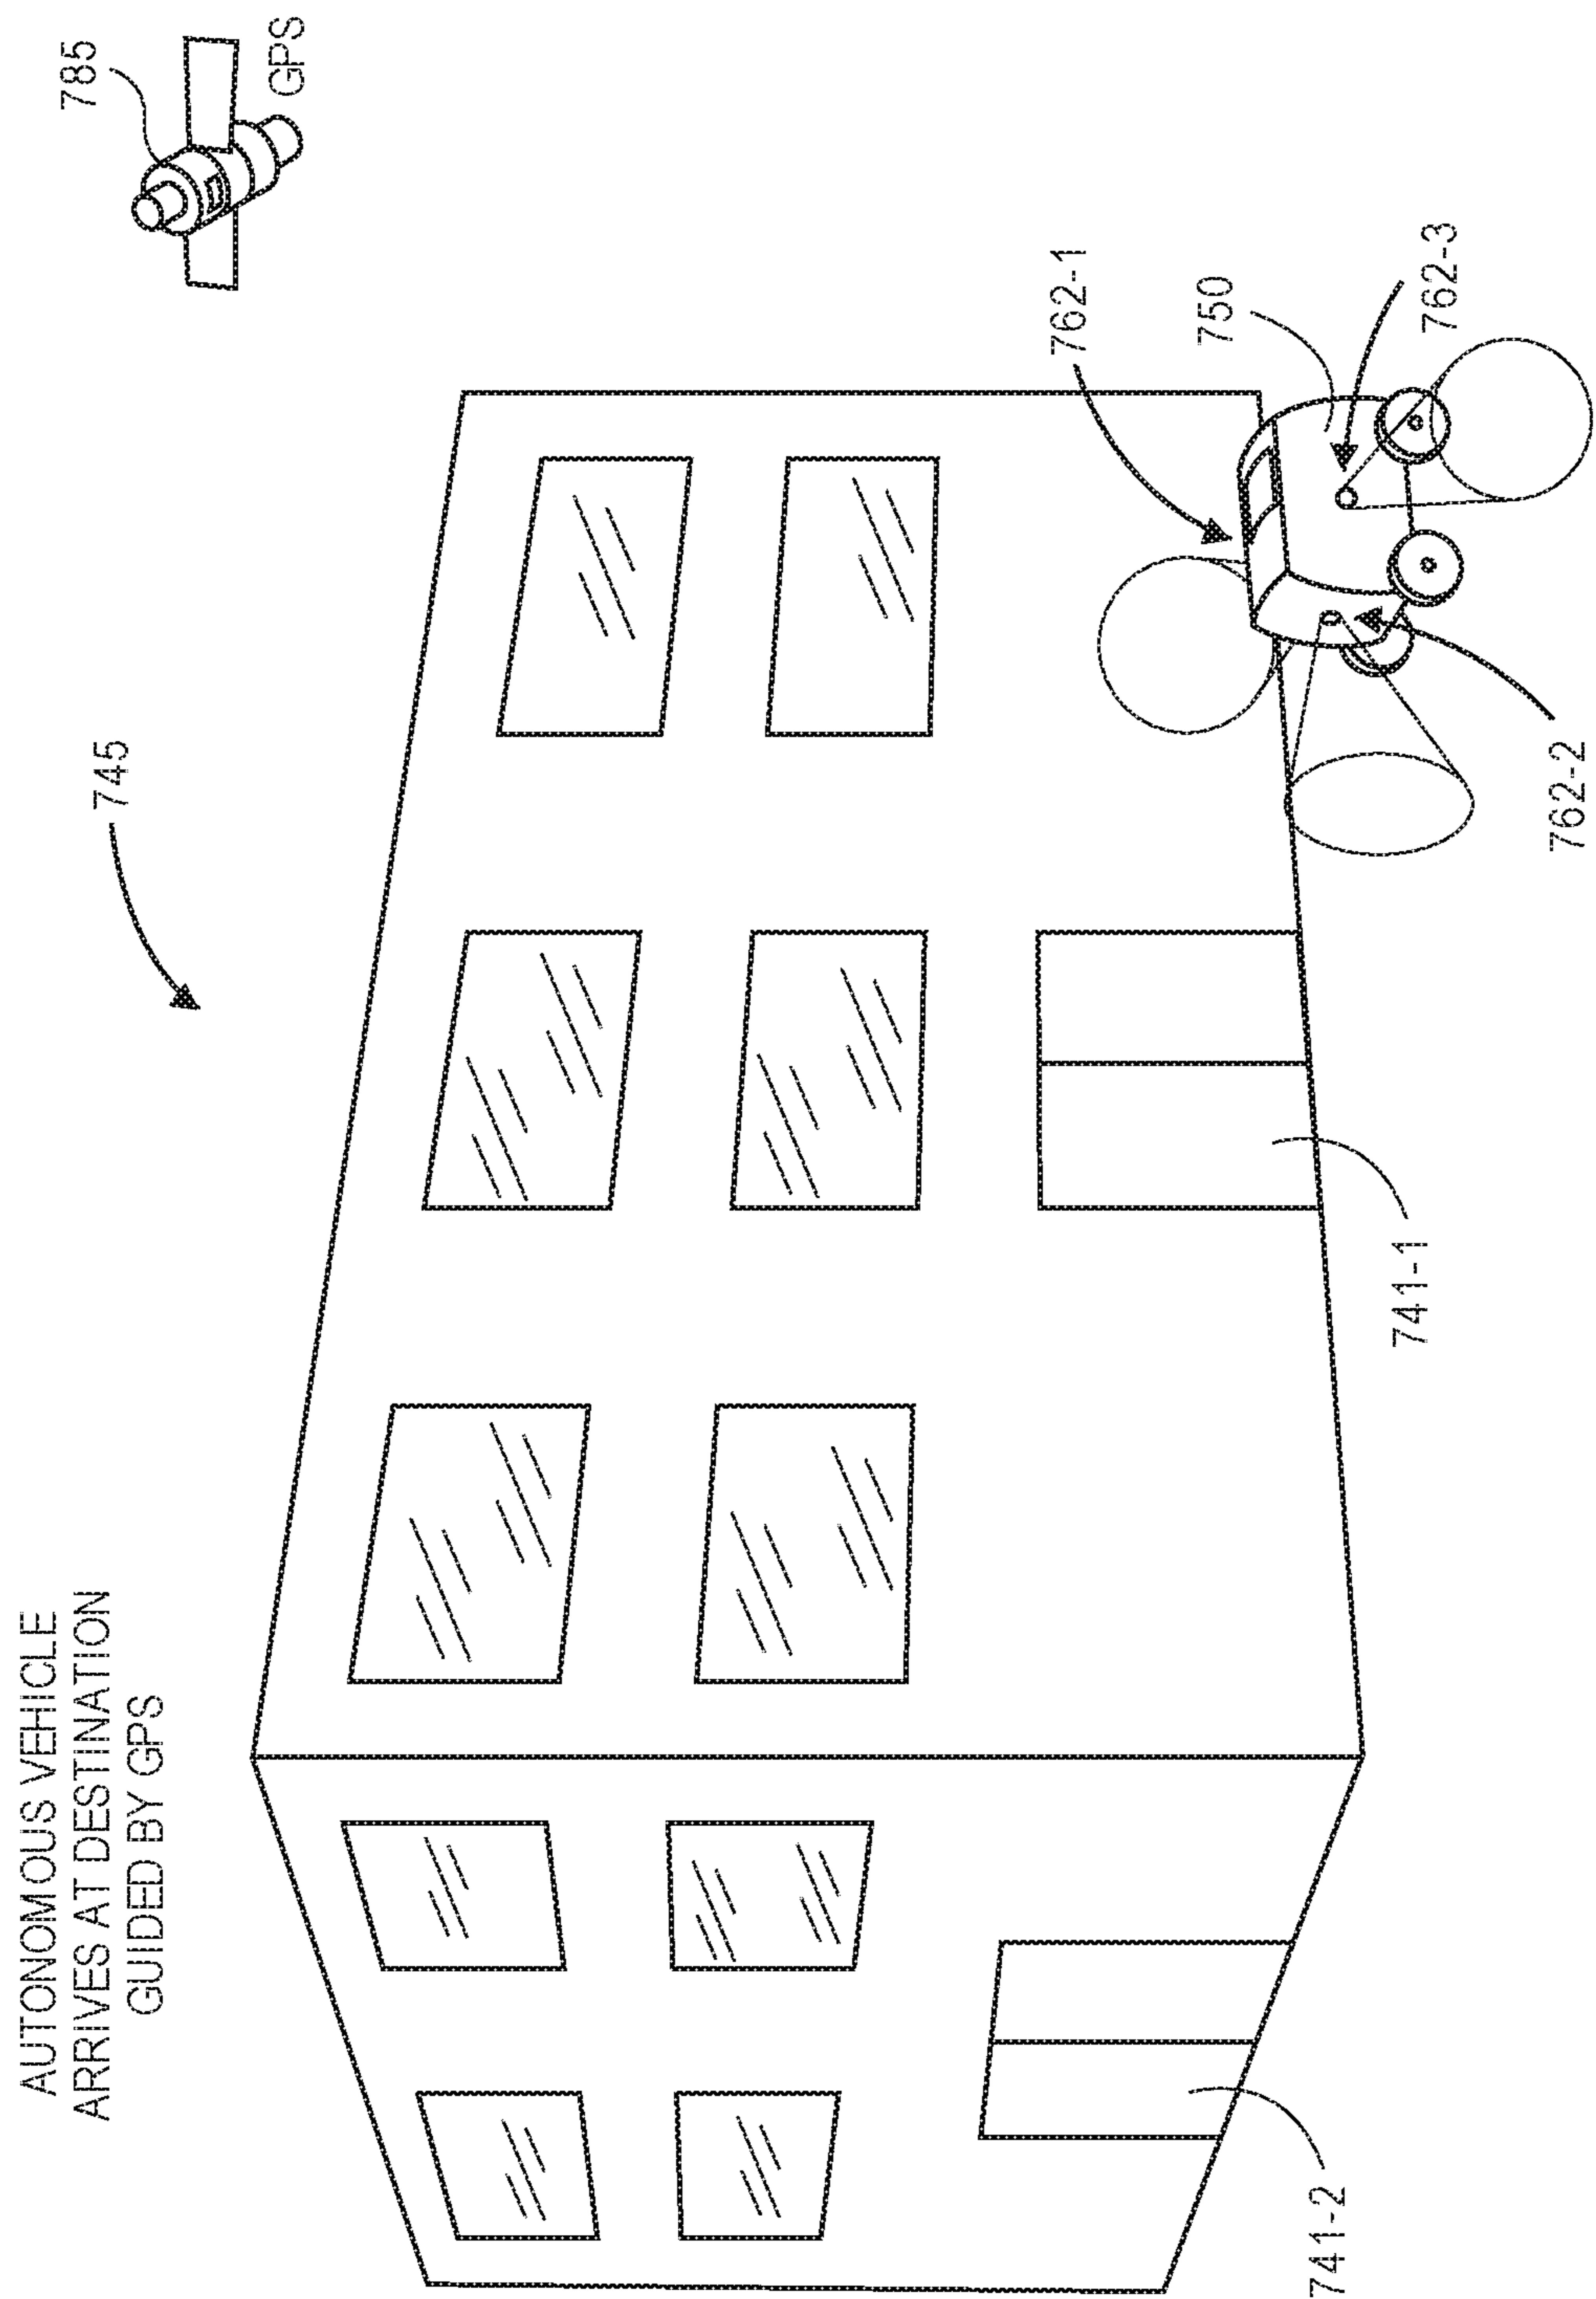 AUTONOMOUS VEHICLE
ARRIVES AT DESTINATION
GUIDED BY GPS
745
785
GPS
762-1
750
762-3
762-2
741-1
741-2